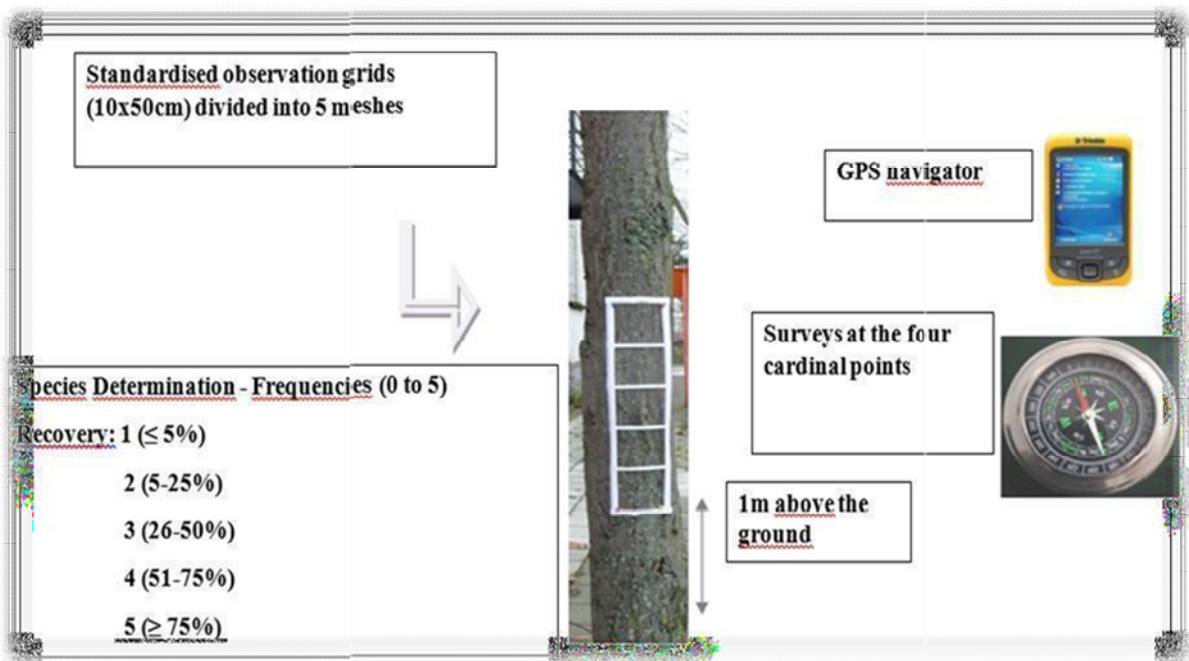 Standardised observation grids
(10x50cm) divided into 5 meshes
GPS navigator
Surveys at the four
cardinal points
Species Determination - Frequencies (0 to 5)
Recovery: 1 (≤ 5%)
2 (5-25%)
3 (26-50%)
4 (51-75%)
5 (≥ 75%)
1m above the
ground
Trimble